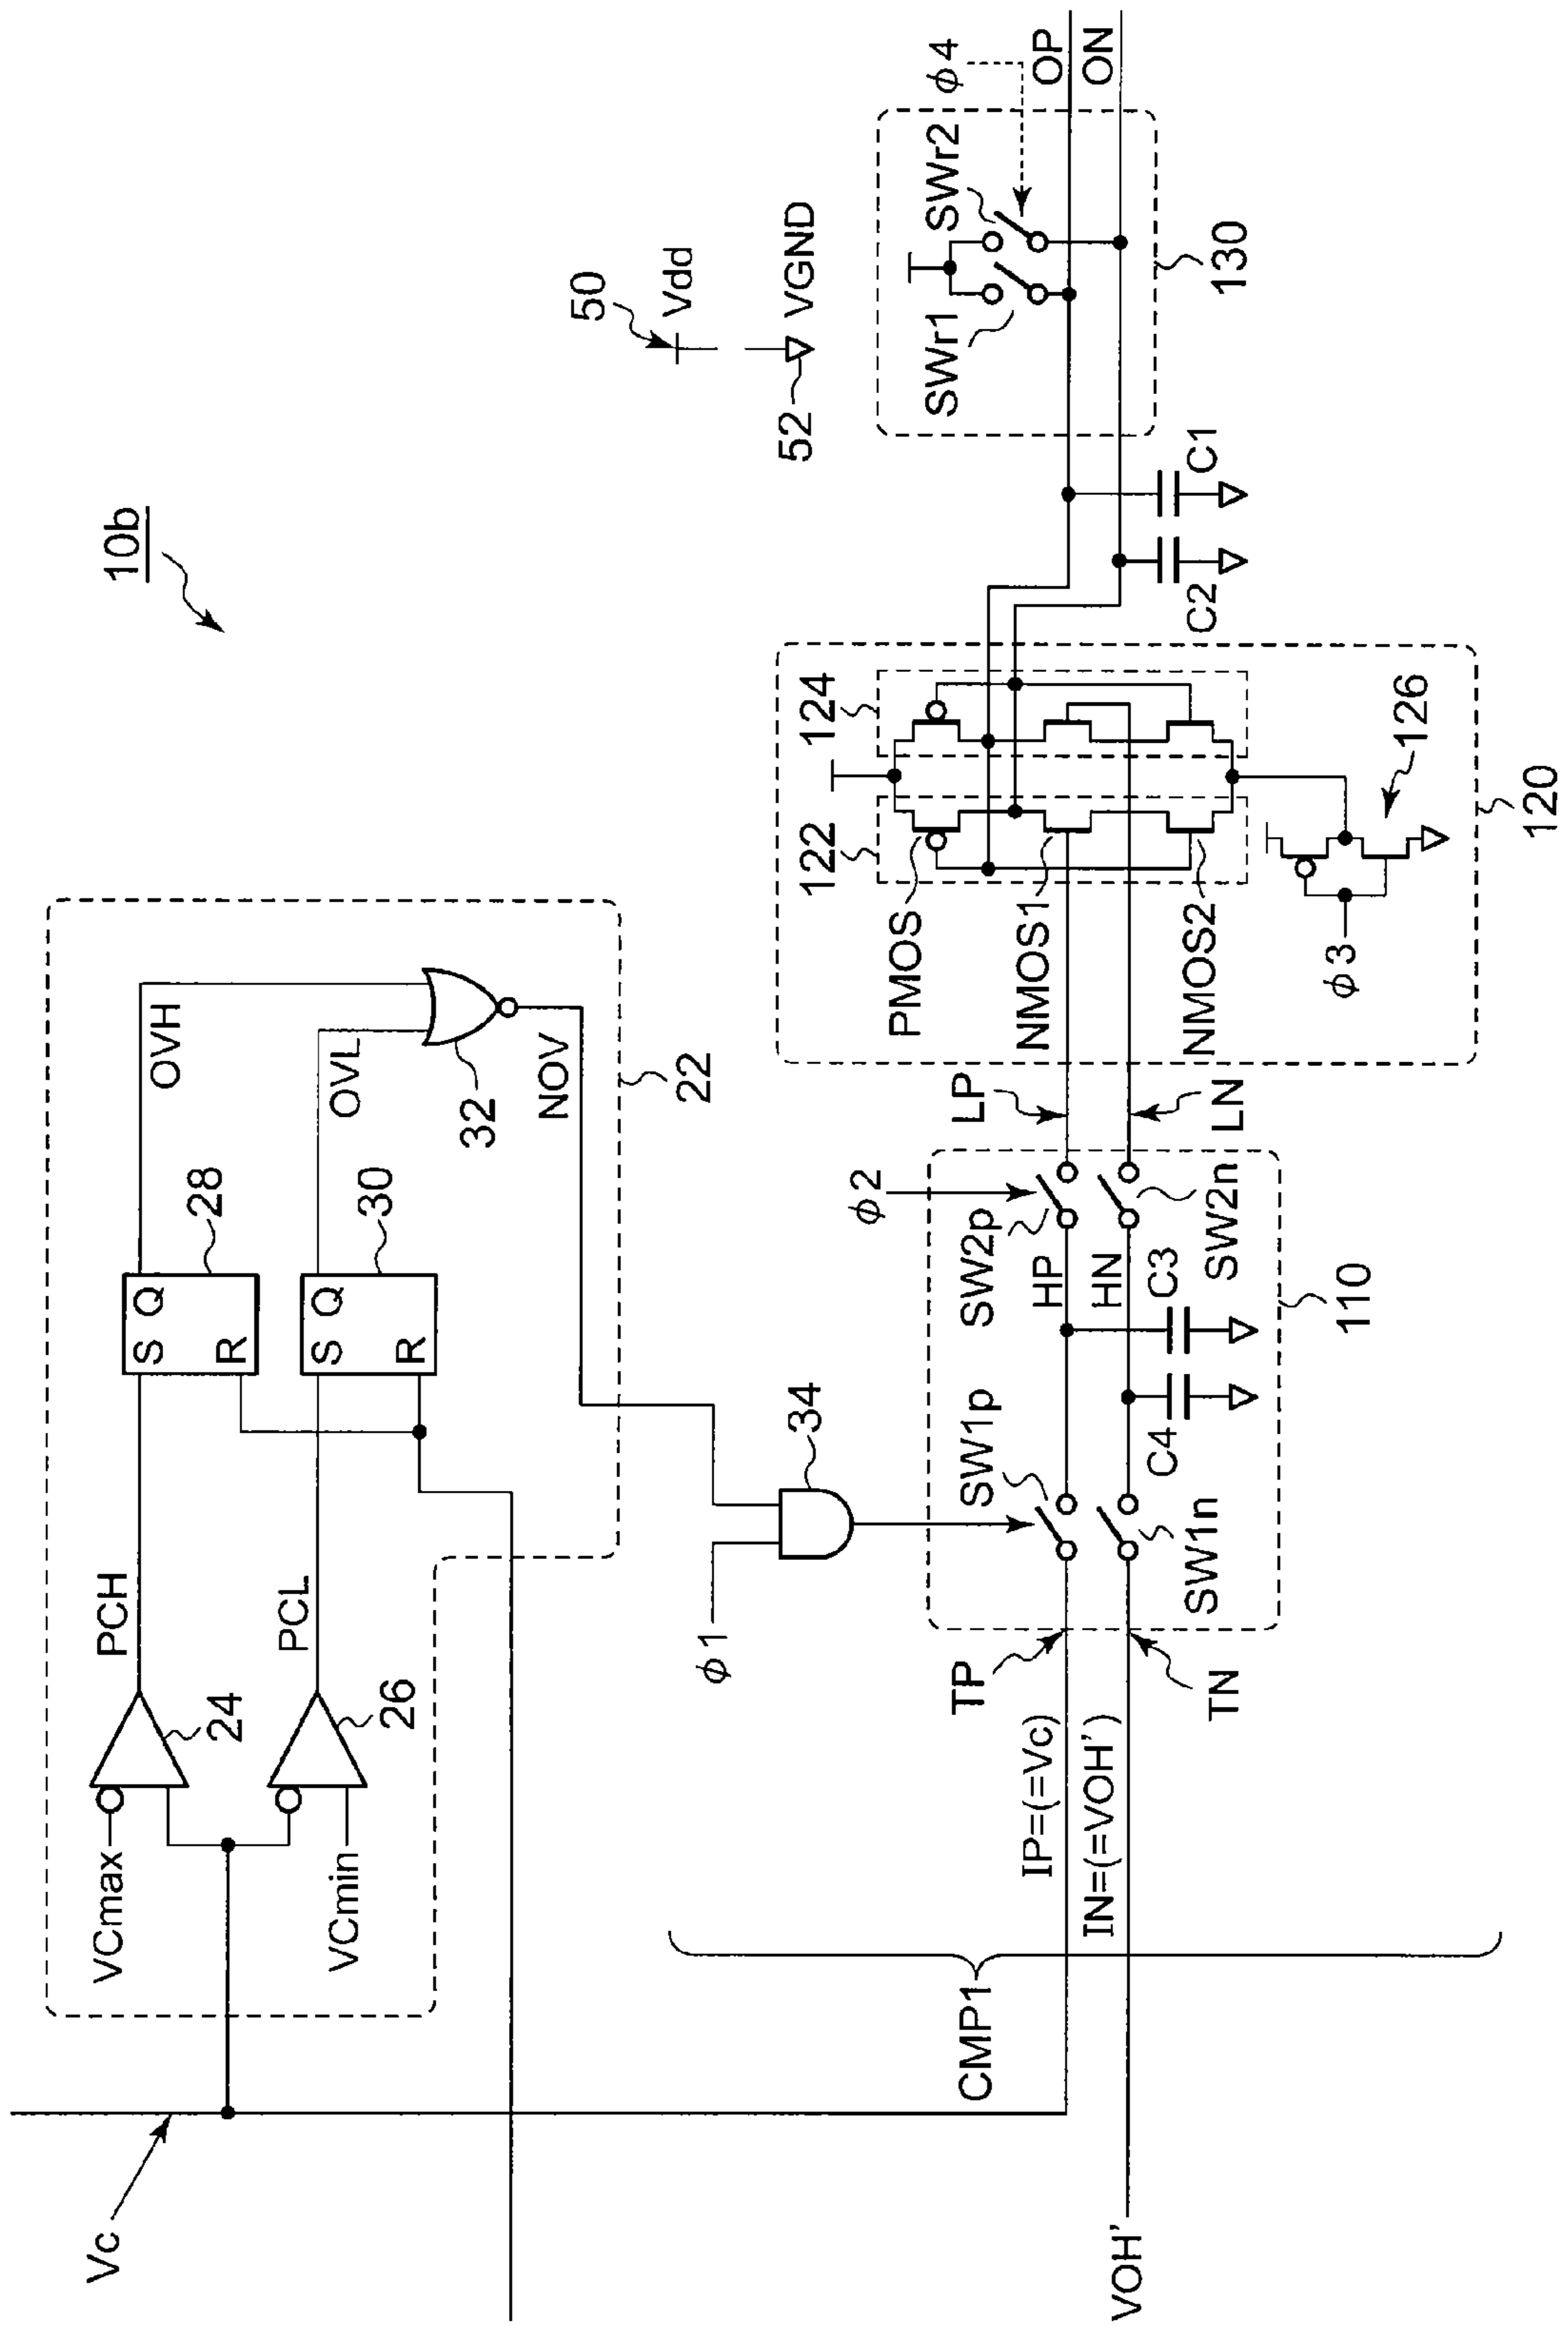 10b
Vc
VCmax
VCmin
24
26
PCH
PCL
S Q
R
28
S Q
R
30
OVH
OVL
32
NOV
22
50
Vdd
52
VGND
φ1
34
CMP1
IP=(=Vc)
IN=(=VOH')
VOH'
TP
TN
SW1p
SW1n
C4
C3
HP
HN
SW2p
SW2n
φ2
110
LP
LN
122
124
PMOS
NMOS1
NMOS2
φ3
126
120
C2
C1
SWr1
SWr2
φ4
130
OP
ON